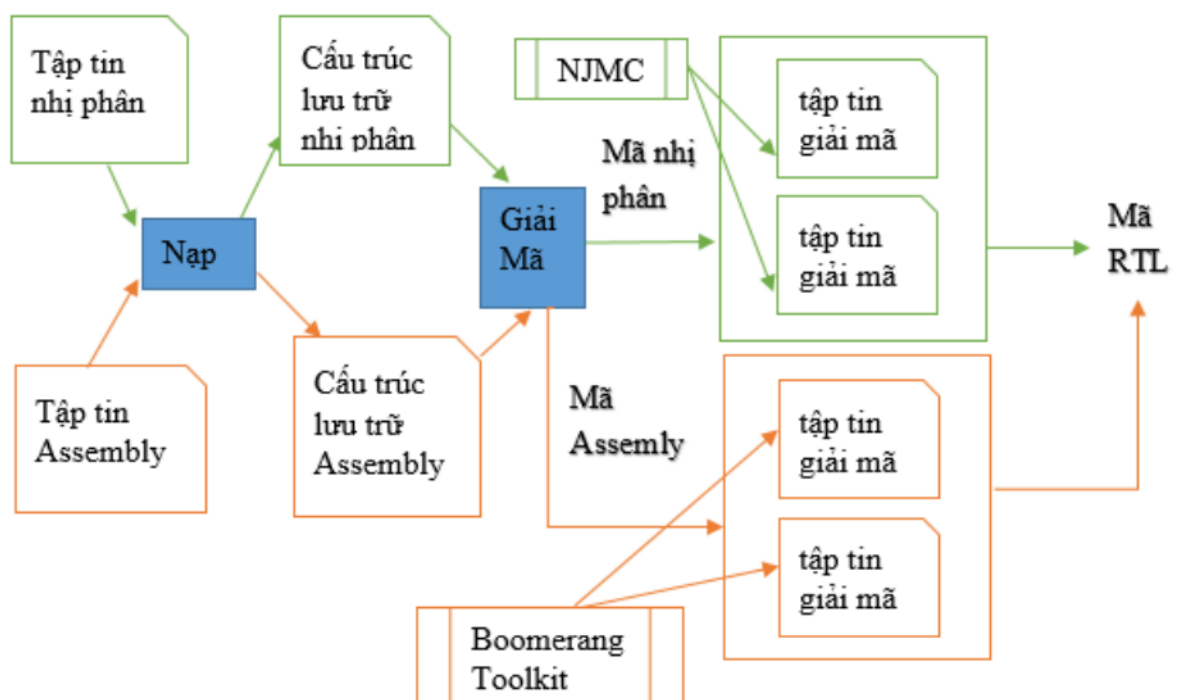 Tập tin
nhị phân
Cấu trúc
lưu trữ
nhị phân
NJMC
tập tin
giải mã
Mã nhị
phân
Nạp
Giải
Mã
tập tin
giải mã
Mã
RTL
Tập tin
Assembly
Cấu trúc
lưu trữ
Assembly
Mã
Assemly
tập tin
giải mã
tập tin
giải mã
Boomerang
Toolkit